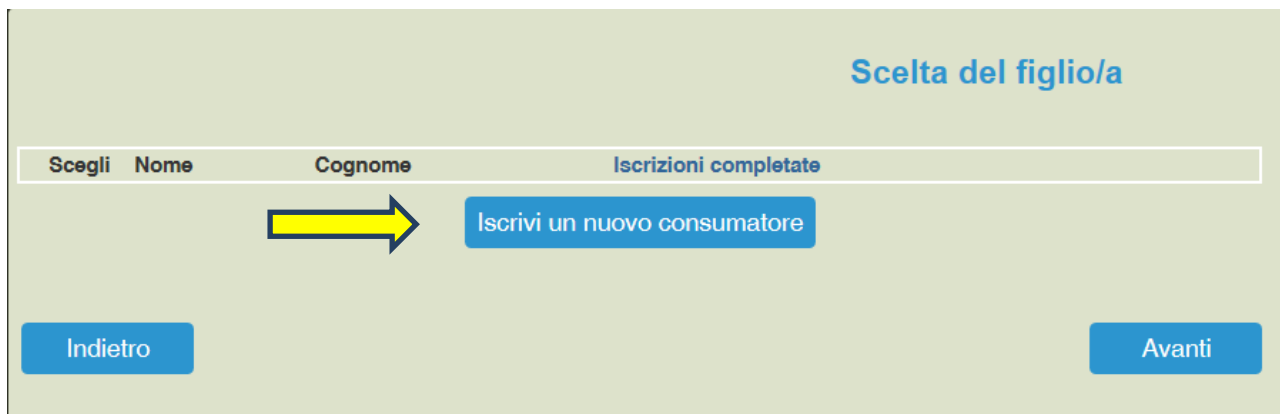 Scelta del figlio/a
Scegli Nome Cognome Iscrizioni completate
Iscrivi un nuovo consumatore
Indietro Avanti